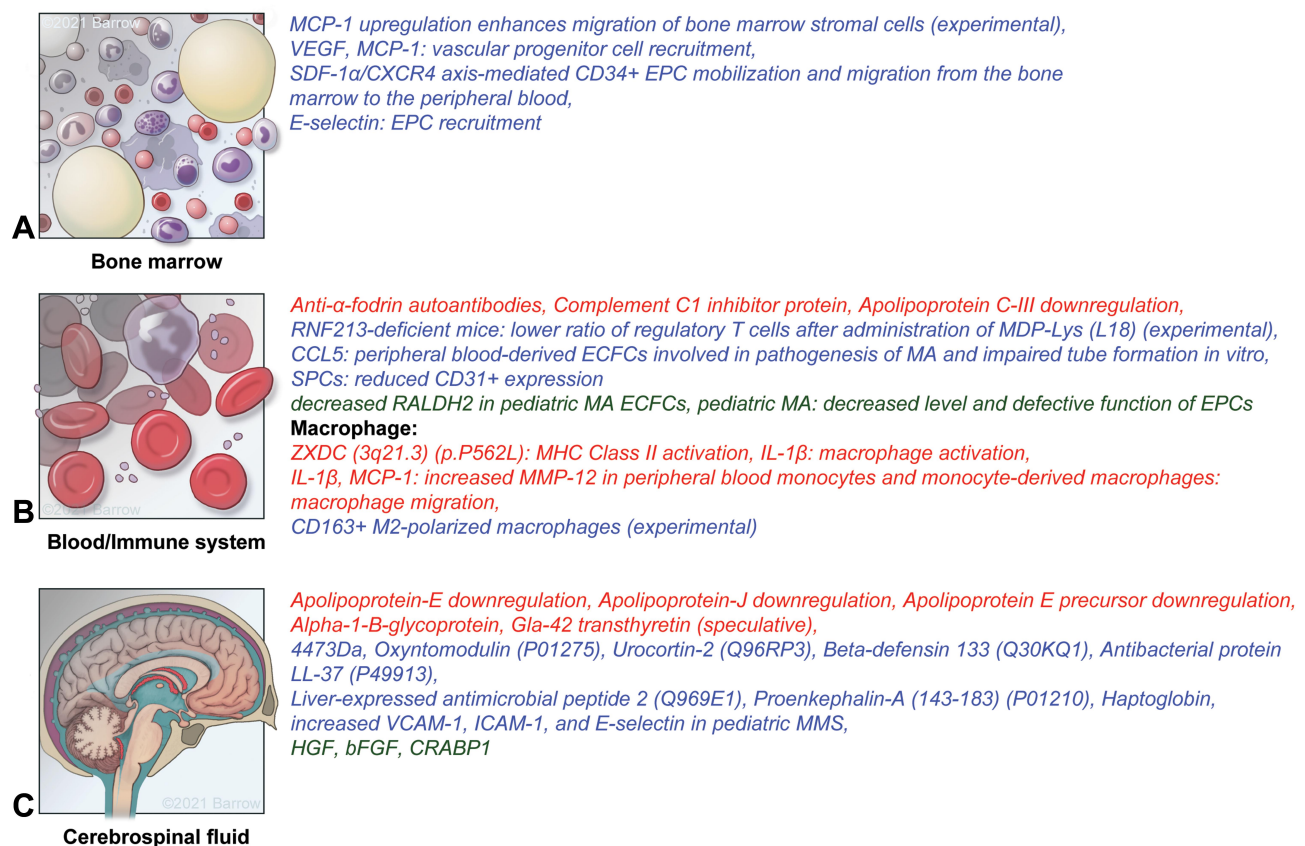 ©2021 Barrow
MCP-1 upregulation enhances migration of bone marrow stromal cells (experimental),
VEGF, MCP-1: vascular progenitor cell recruitment,
SDF-1α/CXCR4 axis-mediated CD34+ EPC mobilization and migration from the bone
marrow to the peripheral blood,
E-selectin: EPC recruitment
A
Bone marrow
Anti-α-fodrin autoantibodies, Complement C1 inhibitor protein, Apolipoprotein C-III downregulation,
RNF213-deficient mice: lower ratio of regulatory T cells after administration of MDP-Lys (L18) (experimental),
CCL5: peripheral blood-derived ECFCs involved in pathogenesis of MA and impaired tube formation in vitro,
SPCs: reduced CD31+ expression
decreased RALDH2 in pediatric MA ECFCs, pediatric MA: decreased level and defective function of EPCs
Macrophage:
ZXDC (3q21.3) (p.P562L): MHC Class II activation, IL-1β: macrophage activation,
IL-1β, MCP-1: increased MMP-12 in peripheral blood monocytes and monocyte-derived macrophages:
macrophage migration,
CD163+ M2-polarized macrophages (experimental)
B
©2021 Barrow
Blood/Immune system
Apolipoprotein-E downregulation, Apolipoprotein-J downregulation, Apolipoprotein E precursor downregulation,
Alpha-1-B-glycoprotein, Gla-42 transthyretin (speculative),
4473Da, Oxyntomodulin (P01275), Urocortin-2 (Q96RP3), Beta-defensin 133 (Q30KQ1), Antibacterial protein
LL-37 (P49913),
Liver-expressed antimicrobial peptide 2 (Q969E1), Proenkephalin-A (143-183) (P01210), Haptoglobin,
increased VCAM-1, ICAM-1, and E-selectin in pediatric MMS,
HGF, bFGF, CRABP1
C
©2021 Barrow
Cerebrospinal fluid